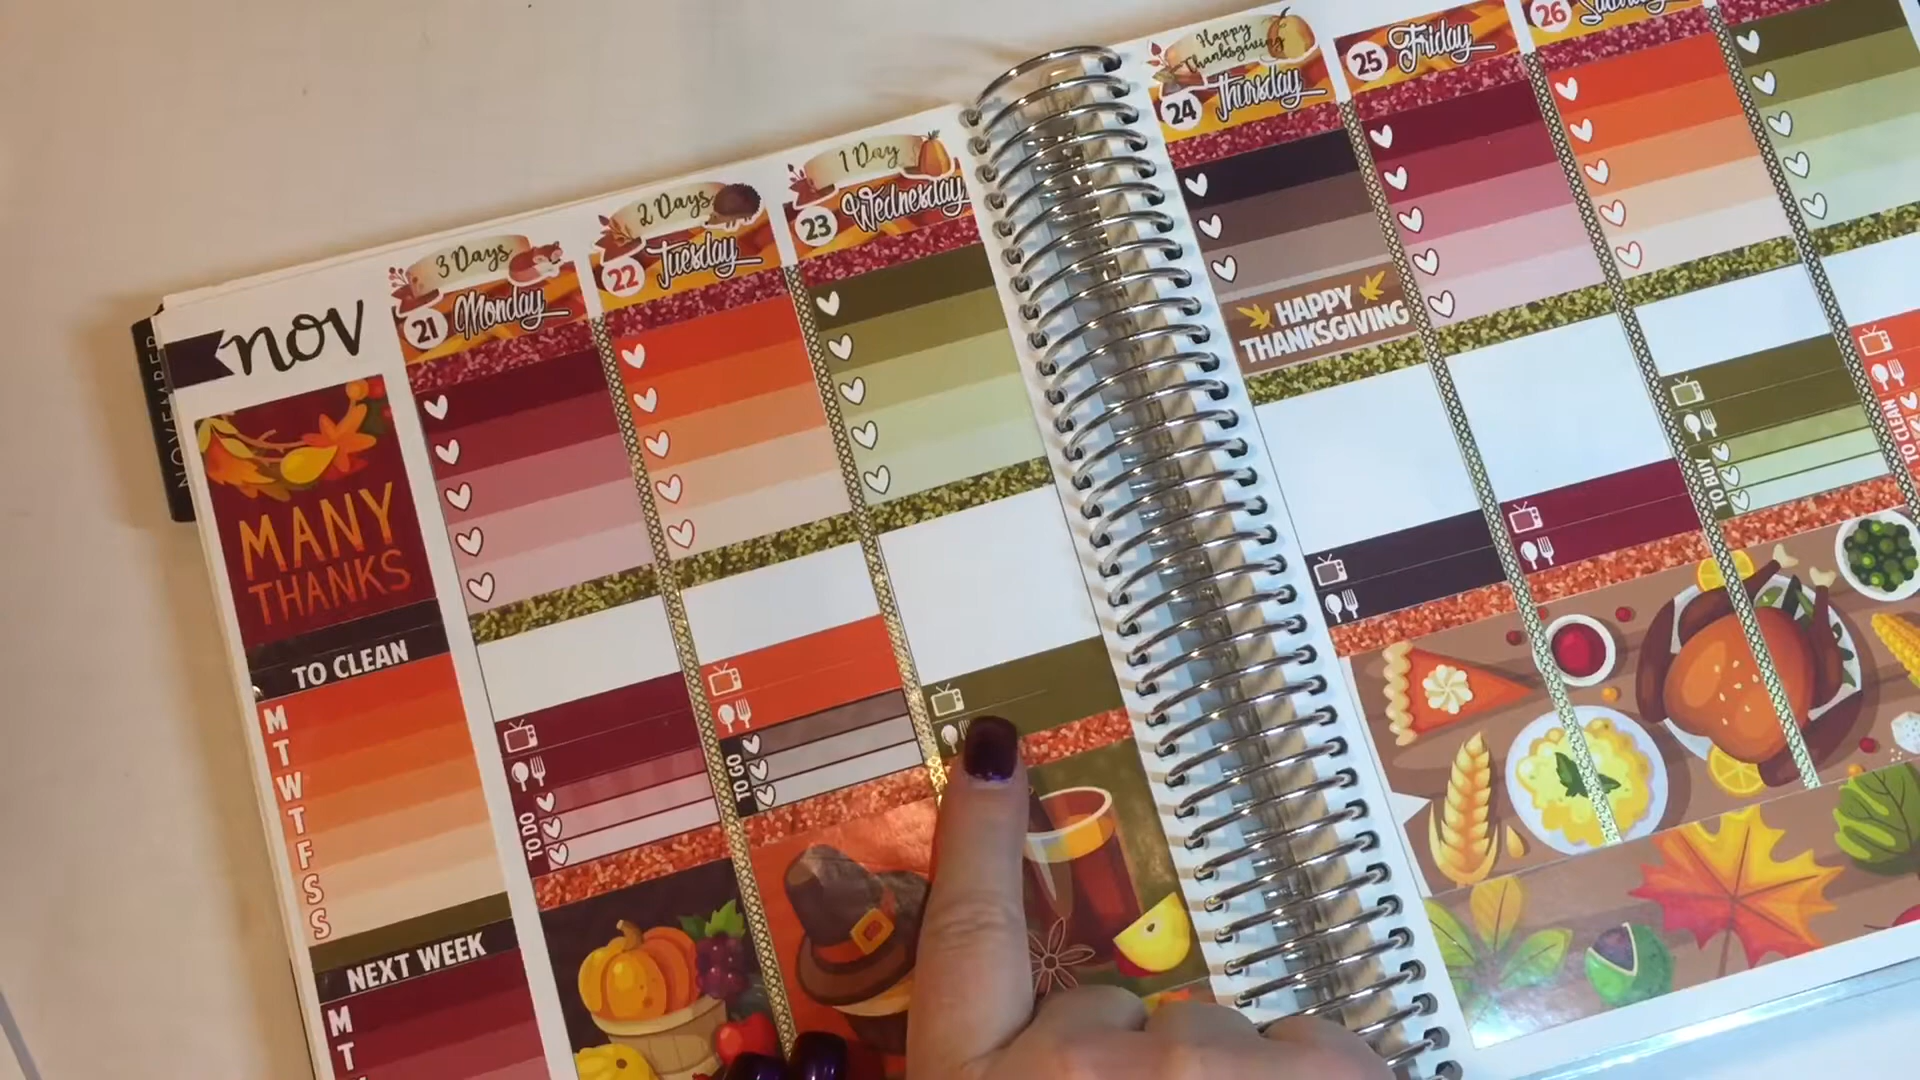 NOVEMBER
nov
MANY
THANKS
TO CLEAN
M
T
W
T
F
S
S
NEXT WEEK
M
T
3 Days
21 Monday
TO DO
2 Days
22 Tuesday
TO GO
1 Day
23 Wednesday
Happy
Thanksgiving
24 Thursday
HAPPY
THANKSGIVING
25 Friday
26 Saturday
TO BUY
TO CLEAN